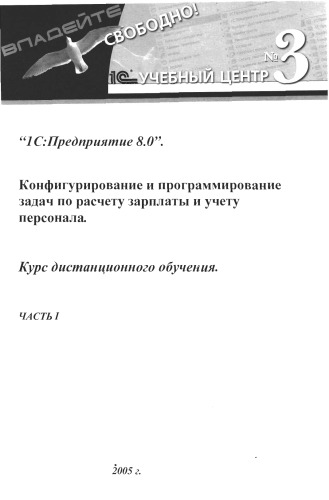 ВЛАДЕЙТЕ
СВОБОДНО!
1С УЧЕБНЫЙ ЦЕНТР №3
“1С:Предприятие 8.0”.
Конфигурирование и программирование
задач по расчету зарплаты и учету
персонала.
Курс дистанционного обучения.
ЧАСТЬ I
2005 г.